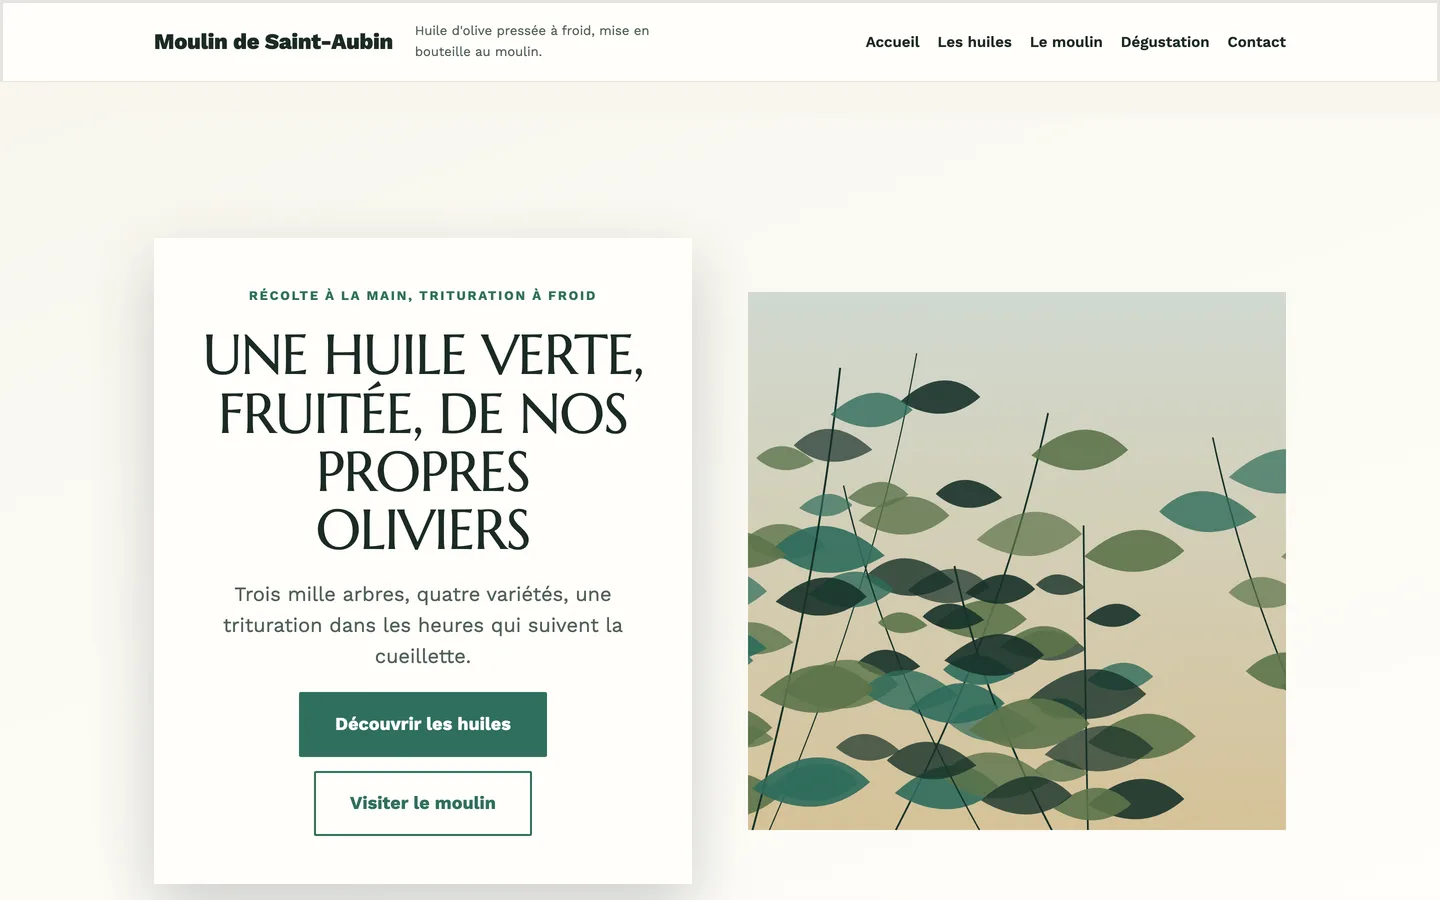 Moulin de Saint-Aubin
Huile d'olive pressée à froid, mise en
bouteille au moulin.
Accueil Les huiles Le moulin Dégustation Contact
RÉCOLTE À LA MAIN, TRITURATION À FROID
UNE HUILE VERTE,
FRUITÉE, DE NOS
PROPRES
OLIVIERS
Trois mille arbres, quatre variétés, une
trituration dans les heures qui suivent la
cueillette.
Découvrir les huiles
Visiter le moulin